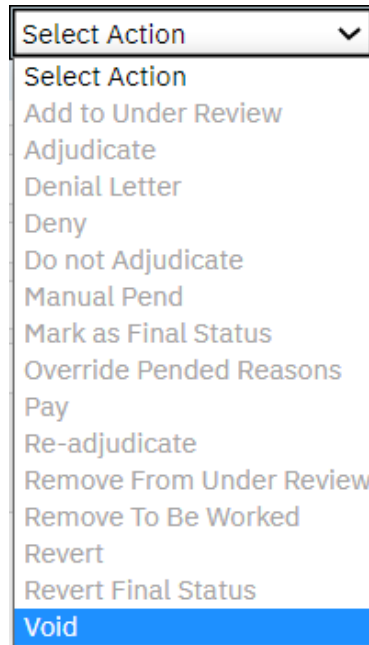 Select Action
Select Action
Add to Under Review
Adjudicate
Denial Letter
Deny
Do not Adjudicate
Manual Pend
Mark as Final Status
Override Pended Reasons
Pay
Re-adjudicate
Remove From Under Review
Remove To Be Worked
Revert
Revert Final Status
Void